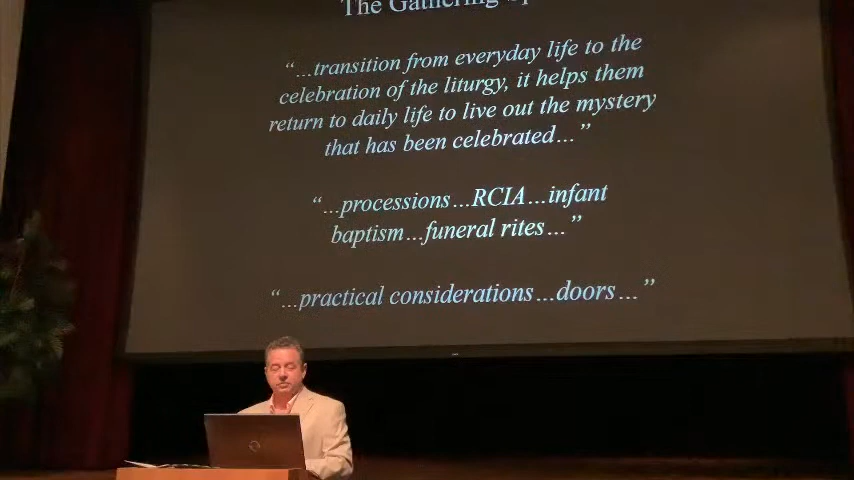 The Gathering
“…transition from everyday life to the
celebration of the liturgy, it helps them
return to daily life to live out the mystery
that has been celebrated…”
“…processions…RCIA…infant
baptism…funeral rites…”
“…practical considerations…doors…”